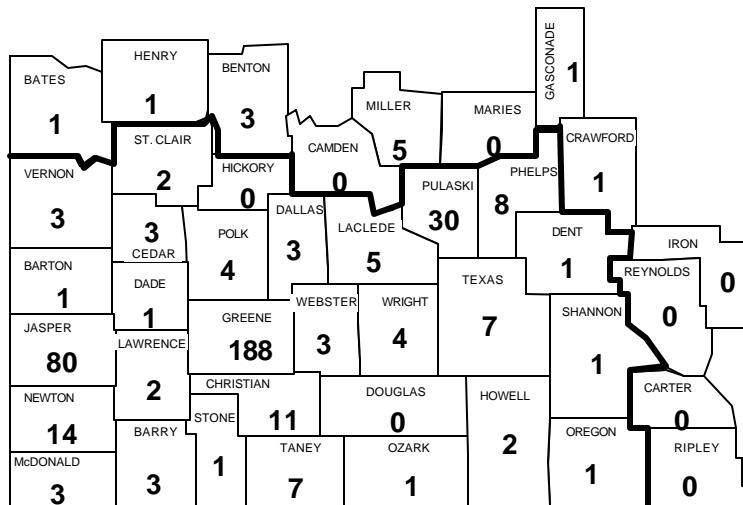 GASCONADE
1
HENRY
1
BENTON
3
BATES
1
MILLER
5
MARIES
0
CRAWFORD
1
ST. CLAIR
2
CAMDEN
0
HICKORY
0
VERNON
3
PULASKI
30
PHELPS
8
DALLAS
3
3
CEDAR
POLK
4
LACLEDE
5
DENT
1
IRON
0
BARTON
1
DADE
1
TEXAS
7
REYNOLDS
0
WEBSTER
3
WRIGHT
4
SHANNON
1
JASPER
80
GREENE
188
LAWRENCE
2
CHRISTIAN
11
DOUGLAS
0
HOWELL
2
CARTER
0
NEWTON
14
STONE
1
BARRY
3
TANEY
7
OZARK
1
OREGON
1
RIPLEY
0
McDONALD
3